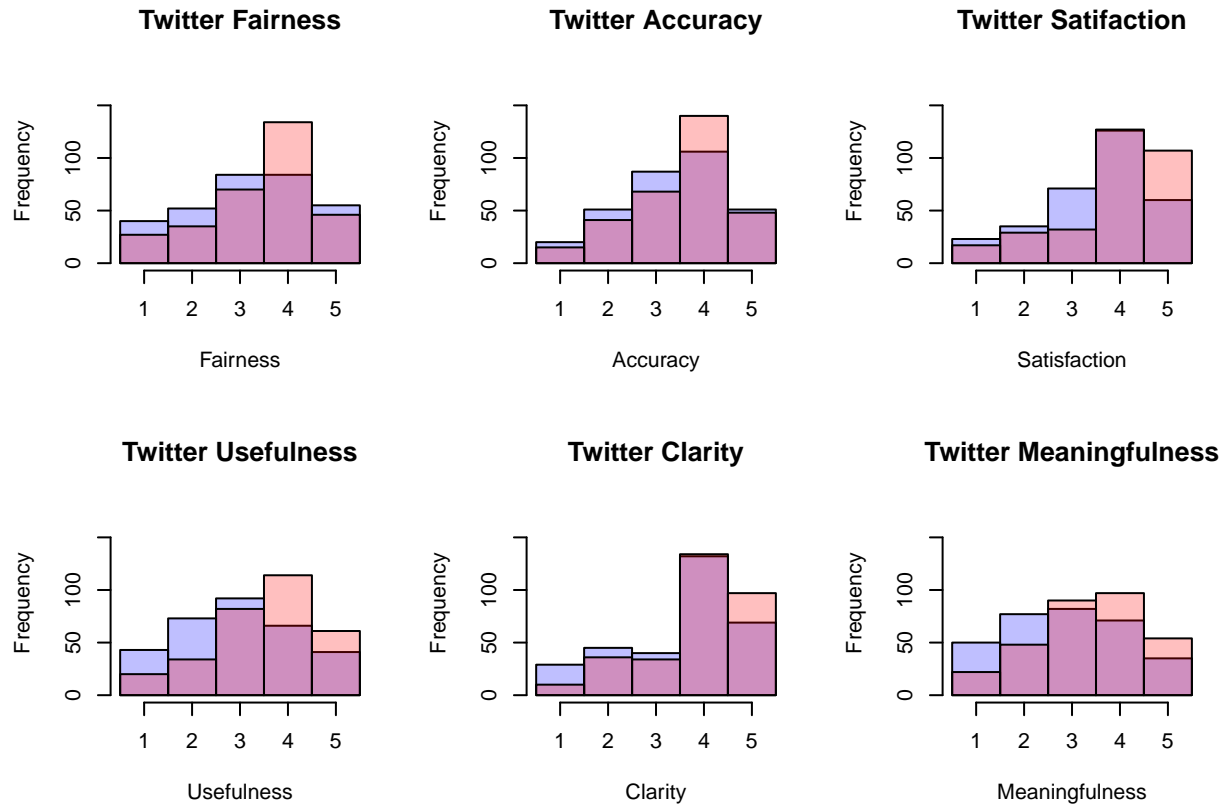 Twitter Fairness
Frequency
0 50 100
1 2 3 4 5
Fairness
Twitter Accuracy
Frequency
0 50 100
1 2 3 4 5
Accuracy
Twitter Satifaction
Frequency
0 50 100
1 2 3 4 5
Satisfaction
Twitter Usefulness
Frequency
0 50 100
1 2 3 4 5
Usefulness
Twitter Clarity
Frequency
0 50 100
1 2 3 4 5
Clarity
Twitter Meaningfulness
Frequency
0 50 100
1 2 3 4 5
Meaningfulness